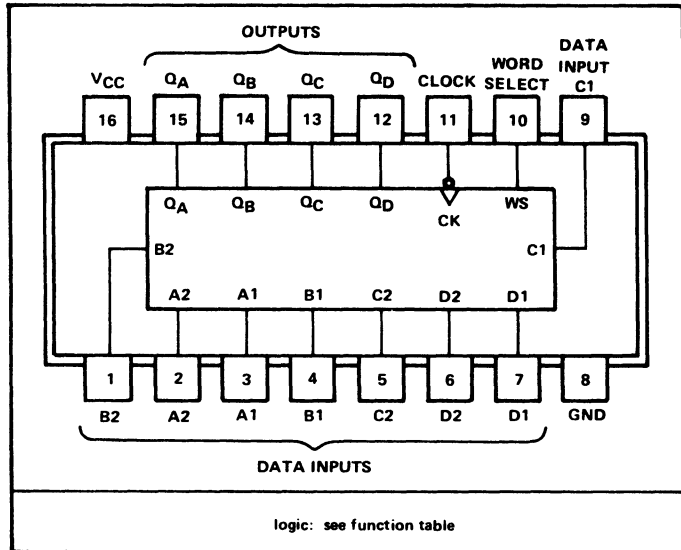 OUTPUTS
DATA
INPUT
C1
WORD
SELECT
VCC QA QB QC QD CLOCK
16 15 14 13 12 11 10 9
QA QB QC QD CK WS
B2 C1
A2 A1 B1 C2 D2 D1
1 2 3 4 5 6 7 8
B2 A2 A1 B1 C2 D2 D1 GND
DATA INPUTS
logic: see function table